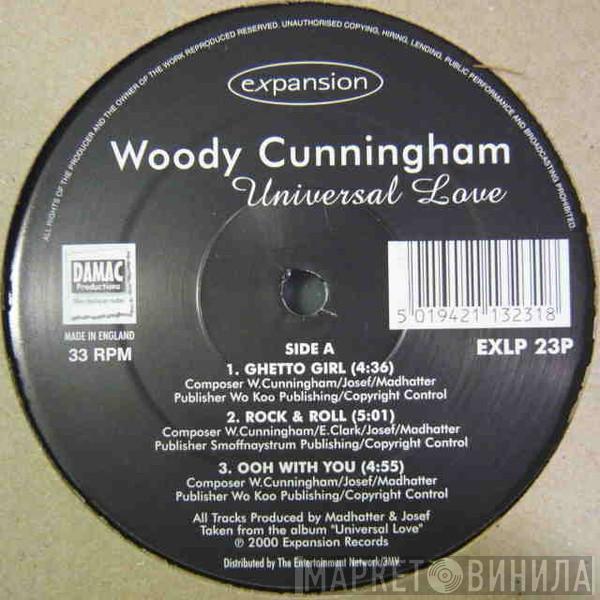 ALL RIGHTS OF THE PRODUCER AND THE OWNER OF THE WORK REPRODUCED RESERVED. UNAUTHORISED COPYING, HIRING, LENDING, PUBLIC PERFORMANCE AND BROADCASTING PROHIBITED.
expansion
Woody Cunningham
Universal Love
DAMAC
Productions
MADE IN ENGLAND
33 RPM
5 019421 132318
EXLP 23P
SIDE A
1. GHETTO GIRL (4:36)
Composer W.Cunningham/Josef/Madhatter
Publisher Wo Koo Publishing/Copyright Control
2. ROCK & ROLL (5:01)
Composer W.Cunningham/E.Clark/Josef/Madhatter
Publisher Smoffnaystrum Publishing/Copyright Control
3. OOH WITH YOU (4:55)
Composer W.Cunningham/Josef/Madhatter
Publisher Wo Koo Publishing/Copyright Control
All Tracks Produced by Madhatter & Josef
Taken from the album "Universal Love"
℗ 2000 Expansion Records
Distributed by The Entertainment Network/3MV
МАРКЕТОВИНИЛА